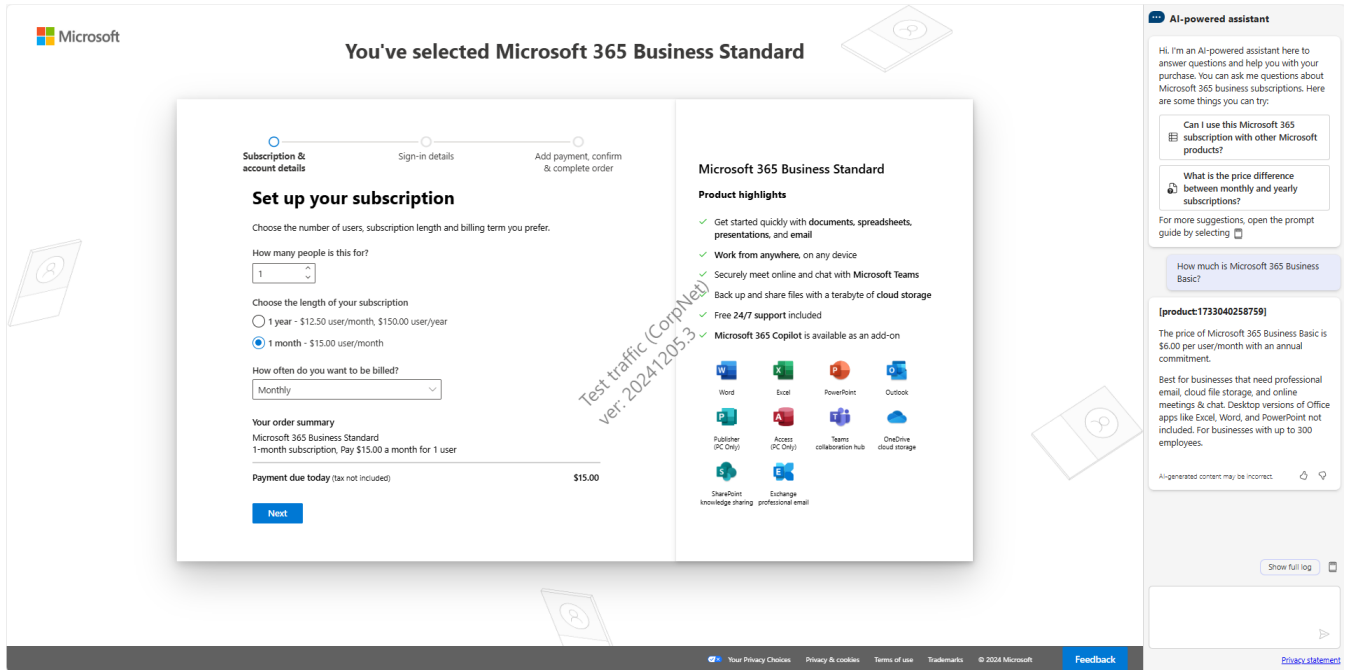 Microsoft
You've selected Microsoft 365 Business Standard
Subscription &
account details
Sign-in details
Add payment, confirm
& complete order
Set up your subscription
Choose the number of users, subscription length and billing term you prefer.
How many people is this for?
1
Choose the length of your subscription
1 year - $12.50 user/month, $150.00 user/year
1 month - $15.00 user/month
How often do you want to be billed?
Monthly
Your order summary
Microsoft 365 Business Standard
1-month subscription, Pay $15.00 a month for 1 user
Payment due today (tax not included) $15.00
Next
Microsoft 365 Business Standard
Product highlights
Get started quickly with documents, spreadsheets,
presentations, and email
Work from anywhere, on any device
Securely meet online and chat with Microsoft Teams
Back up and share files with a terabyte of cloud storage
Free 24/7 support included
Microsoft 365 Copilot is available as an add-on
Word Excel PowerPoint Outlook
Publisher
(PC Only)
Access
(PC Only)
Teams
collaboration hub
OneDrive
cloud storage
SharePoint
knowledge sharing
Exchange
professional email
Test traffic (CorpNet)
ver: 20241205.3
Your Privacy Choices Privacy & cookies Terms of use Trademarks © 2024 Microsoft Feedback
AI-powered assistant
Hi. I'm an AI-powered assistant here to
answer questions and help you with your
purchase. You can ask me questions about
Microsoft 365 business subscriptions. Here
are some things you can try:
Can I use this Microsoft 365
subscription with other Microsoft
products?
What is the price difference
between monthly and yearly
subscriptions?
For more suggestions, open the prompt
guide by selecting
How much is Microsoft 365 Business
Basic?
[product:1733040258759]
The price of Microsoft 365 Business Basic is
$6.00 per user/month with an annual
commitment.
Best for businesses that need professional
email, cloud file storage, and online
meetings & chat. Desktop versions of Office
apps like Excel, Word, and PowerPoint not
included. For businesses with up to 300
employees.
AI-generated content may be incorrect.
Show full log
Privacy statement